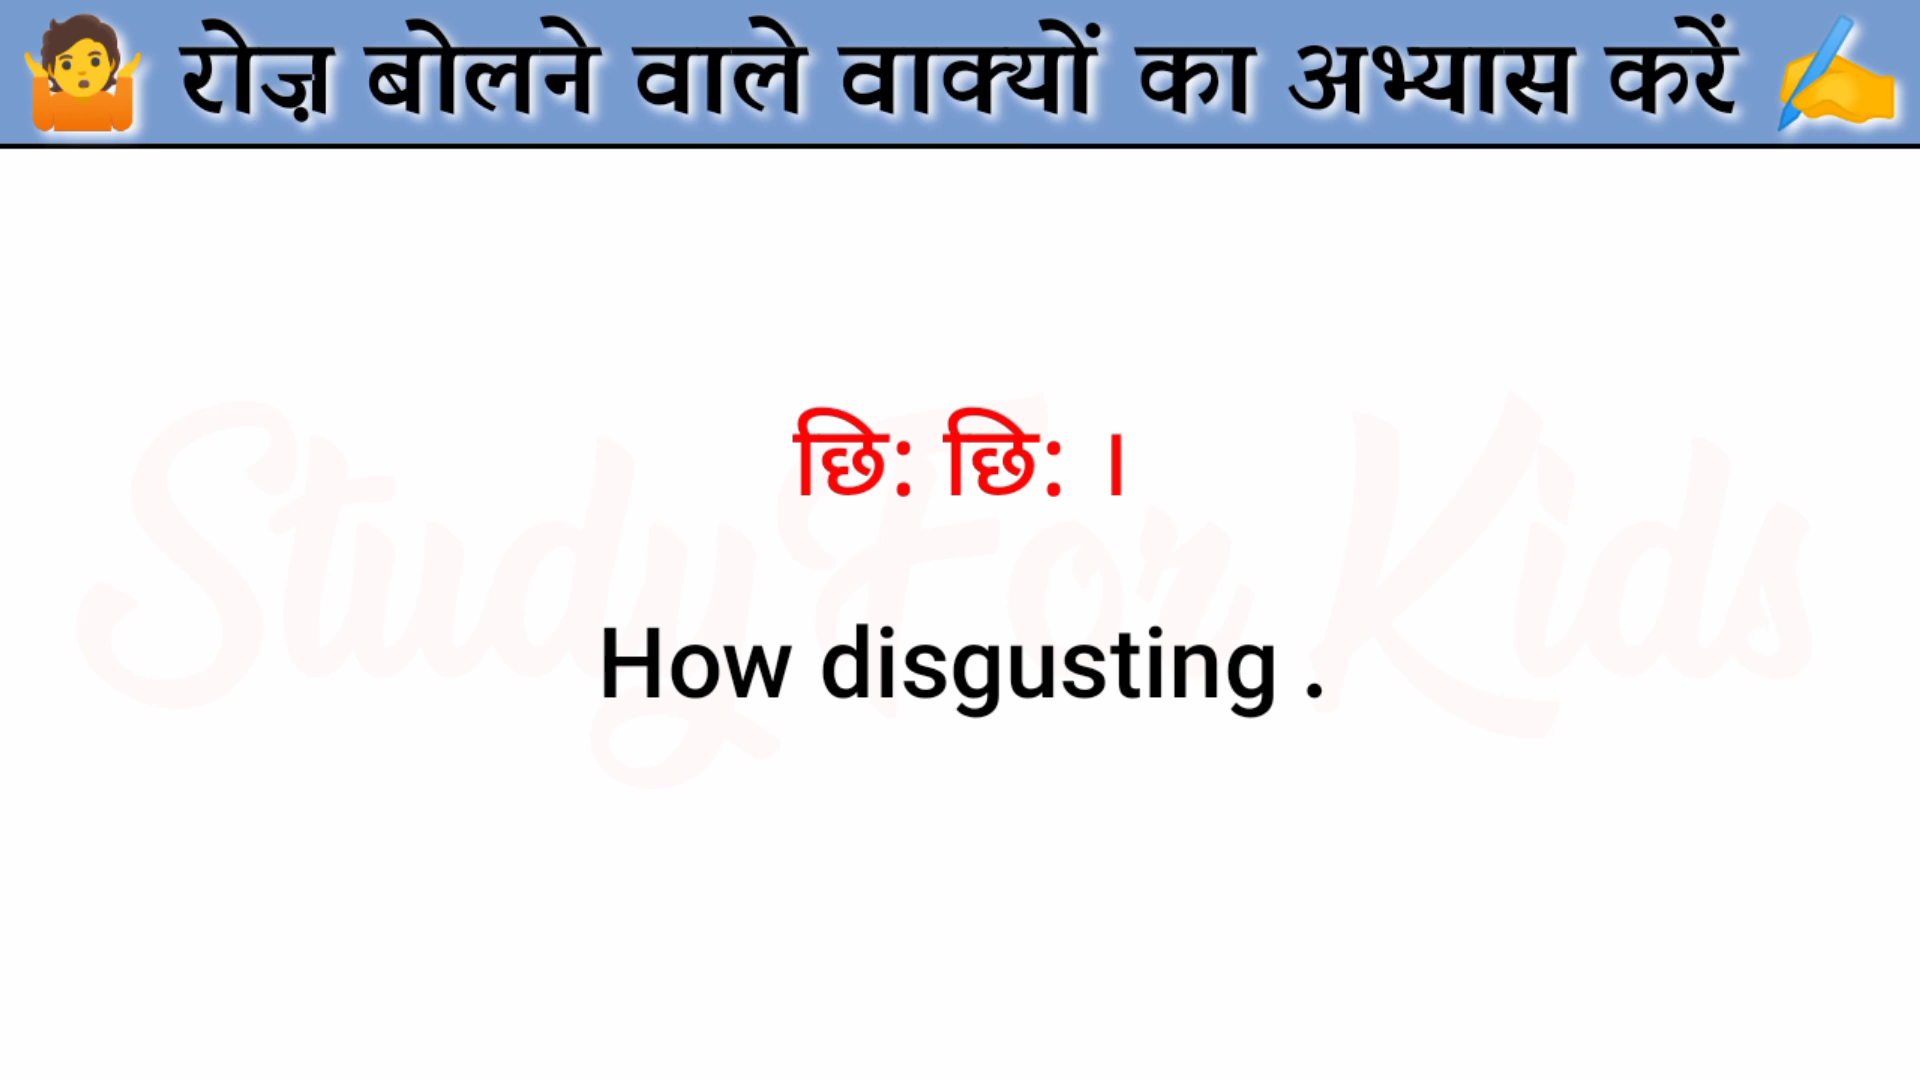 🤷 रोज़ बोलने वाले वाक्यों का अभ्यास करें ✍
छि: छि: ।
Study For Kids
How disgusting .